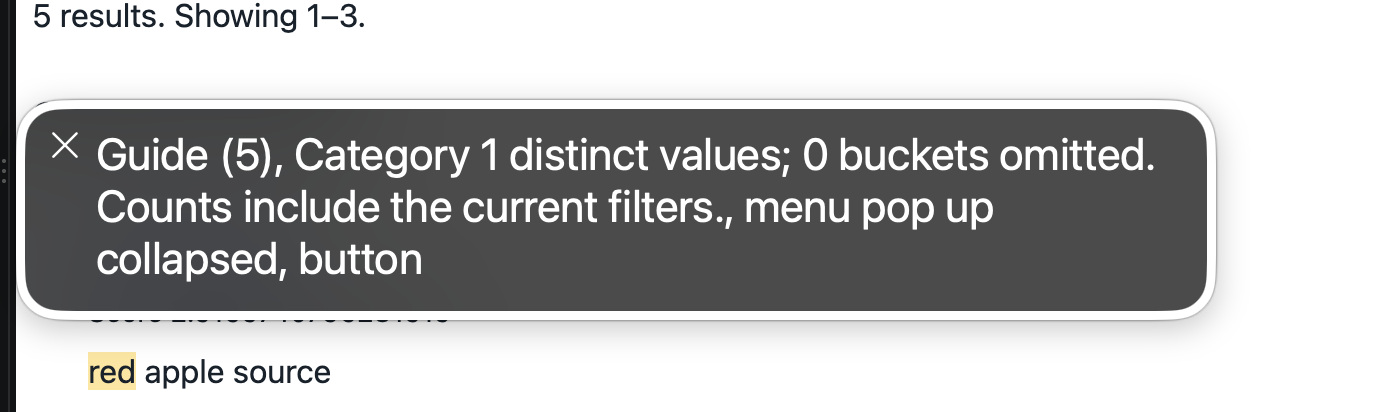 5 results. Showing 1–3.
Guide (5), Category 1 distinct values; 0 buckets omitted.
Counts include the current filters., menu pop up
collapsed, button
red apple source